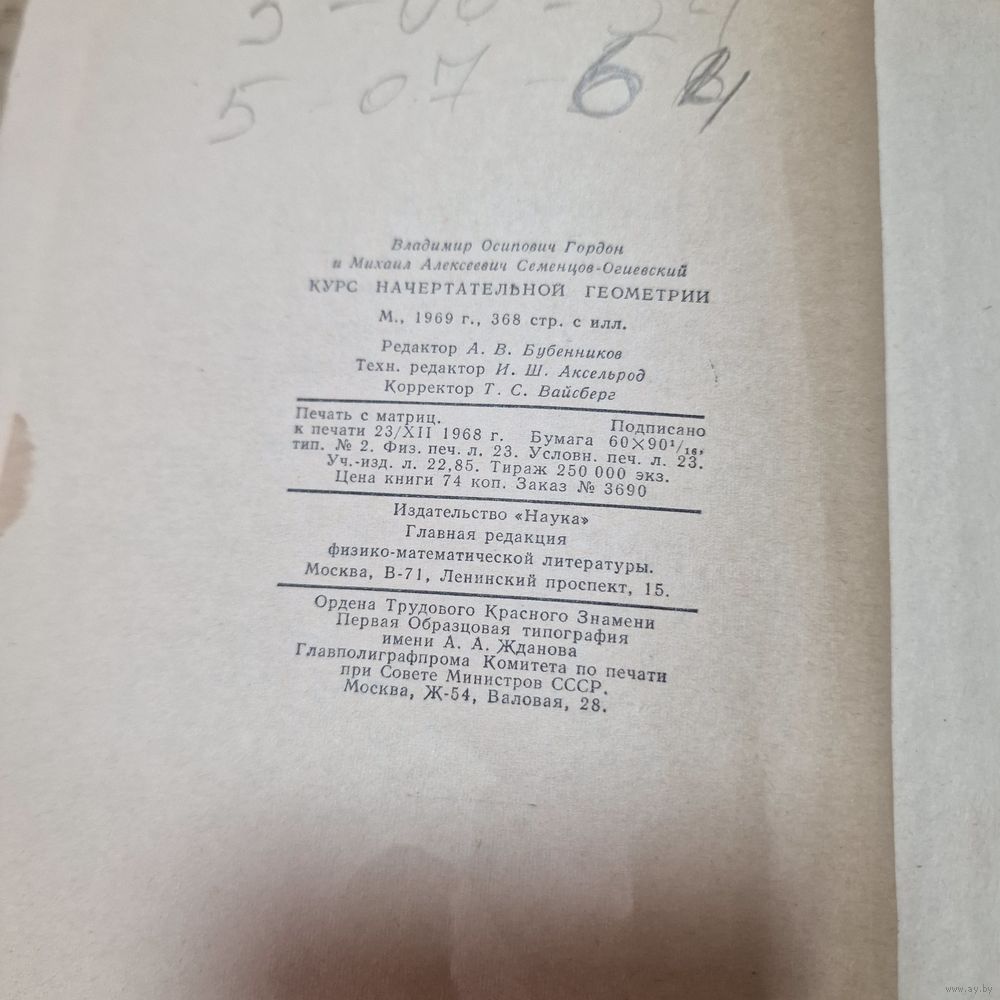 5-07-6
Владимир Осипович Гордон
и Михаил Алексеевич Семенцов-Огиевский
КУРС НАЧЕРТАТЕЛЬНОЙ ГЕОМЕТРИИ
М., 1969 г., 368 стр. с илл.
Редактор А. В. Бубенников
Техн. редактор И. Ш. Аксельрод
Корректор Т. С. Вайсберг
Печать с матриц. Подписано
к печати 23/XII 1968 г. Бумага 60×90¹/₁₆,
тип. № 2. Физ. печ. л. 23. Условн. печ. л. 23.
Уч.-изд. л. 22,85. Тираж 250 000 экз.
Цена книги 74 коп. Заказ № 3690
Издательство «Наука»
Главная редакция
физико-математической литературы.
Москва, В-71, Ленинский проспект, 15.
Ордена Трудового Красного Знамени
Первая Образцовая типография
имени А. А. Жданова
Главполиграфпрома Комитета по печати
при Совете Министров СССР.
Москва, Ж-54, Валовая, 28.
www.ay.by